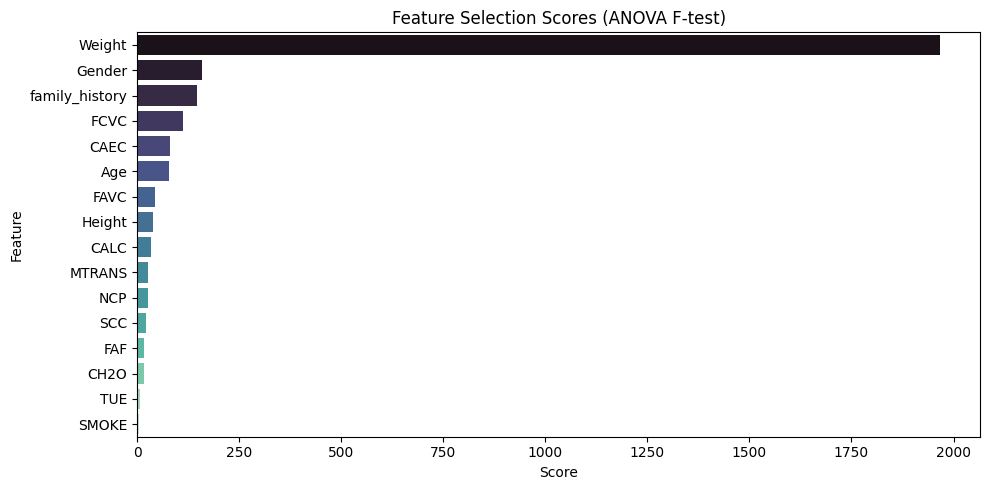 Feature Selection Scores (ANOVA F-test)
Feature
Weight
Gender
family_history
FCVC
CAEC
Age
FAVC
Height
CALC
MTRANS
NCP
SCC
FAF
CH2O
TUE
SMOKE
0 250 500 750 1000 1250 1500 1750 2000
Score